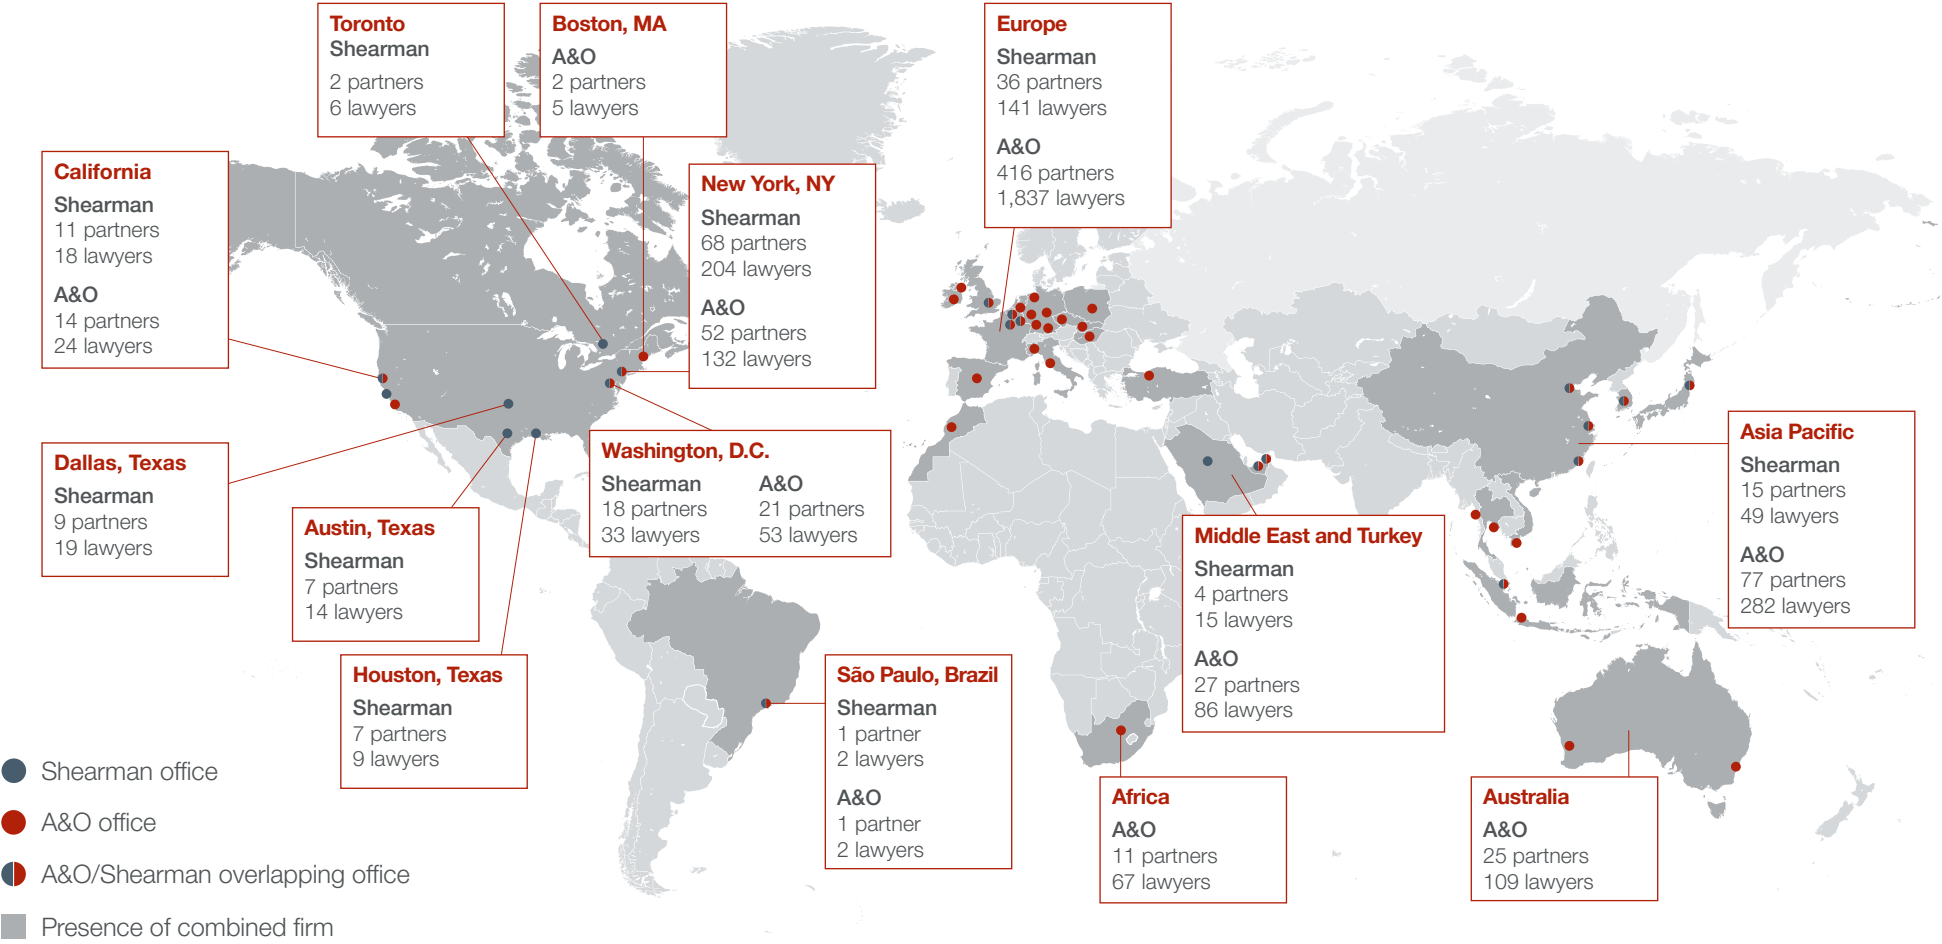 Toronto
Shearman
2 partners
6 lawyers
Boston, MA
A&O
2 partners
5 lawyers
Europe
Shearman
36 partners
141 lawyers
A&O
416 partners
1,837 lawyers
California
Shearman
11 partners
18 lawyers
A&O
14 partners
24 lawyers
New York, NY
Shearman
68 partners
204 lawyers
A&O
52 partners
132 lawyers
Dallas, Texas
Shearman
9 partners
19 lawyers
Washington, D.C.
Shearman
18 partners
33 lawyers
A&O
21 partners
53 lawyers
Asia Pacific
Shearman
15 partners
49 lawyers
A&O
77 partners
282 lawyers
Austin, Texas
Shearman
7 partners
14 lawyers
Middle East and Turkey
Shearman
4 partners
15 lawyers
A&O
27 partners
86 lawyers
Houston, Texas
Shearman
7 partners
9 lawyers
São Paulo, Brazil
Shearman
1 partner
2 lawyers
A&O
1 partner
2 lawyers
Africa
A&O
11 partners
67 lawyers
Australia
A&O
25 partners
109 lawyers
Shearman office
A&O office
A&O/Shearman overlapping office
Presence of combined firm